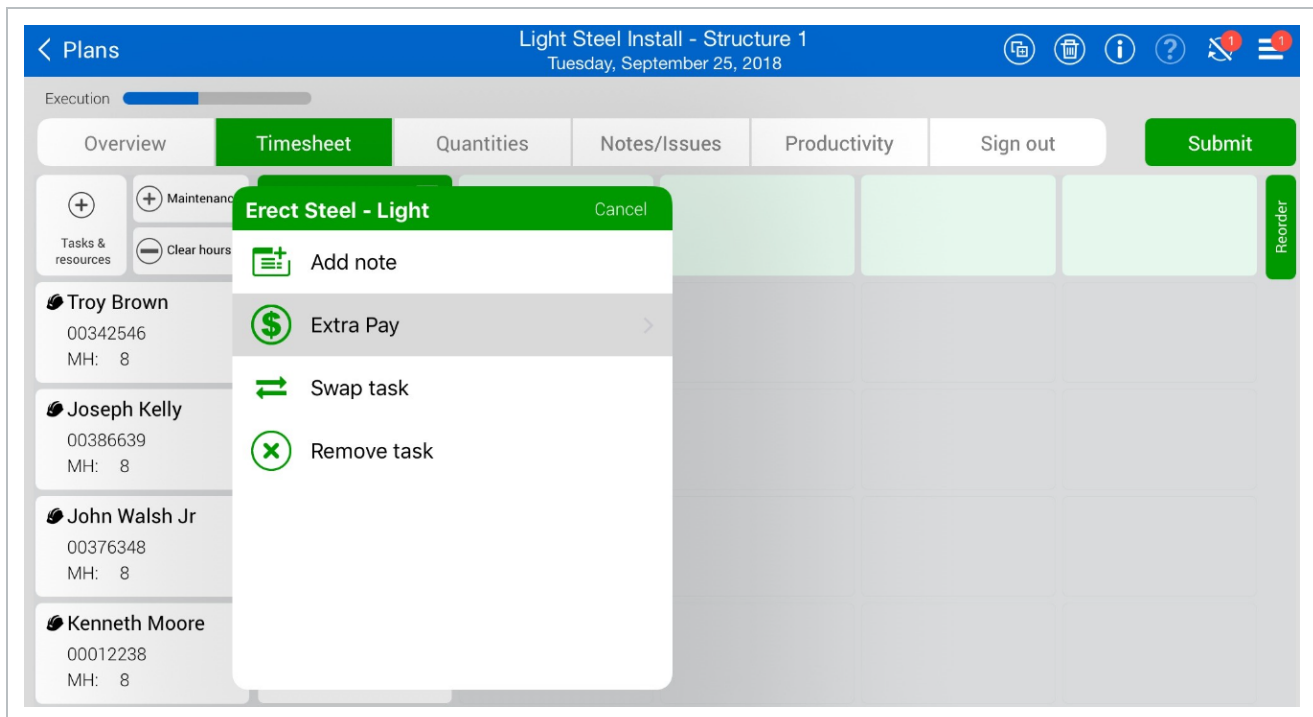 Plans
Light Steel Install - Structure 1
Tuesday, September 25, 2018
1
1
Execution
Overview
Timesheet
Quantities
Notes/Issues
Productivity
Sign out
Submit
Tasks &
resources
Maintenanc
Clear hours
Reorder
Erect Steel - Light
Cancel
Add note
Extra Pay
Swap task
Remove task
Troy Brown
00342546
MH: 8
Joseph Kelly
00386639
MH: 8
John Walsh Jr
00376348
MH: 8
Kenneth Moore
00012238
MH: 8